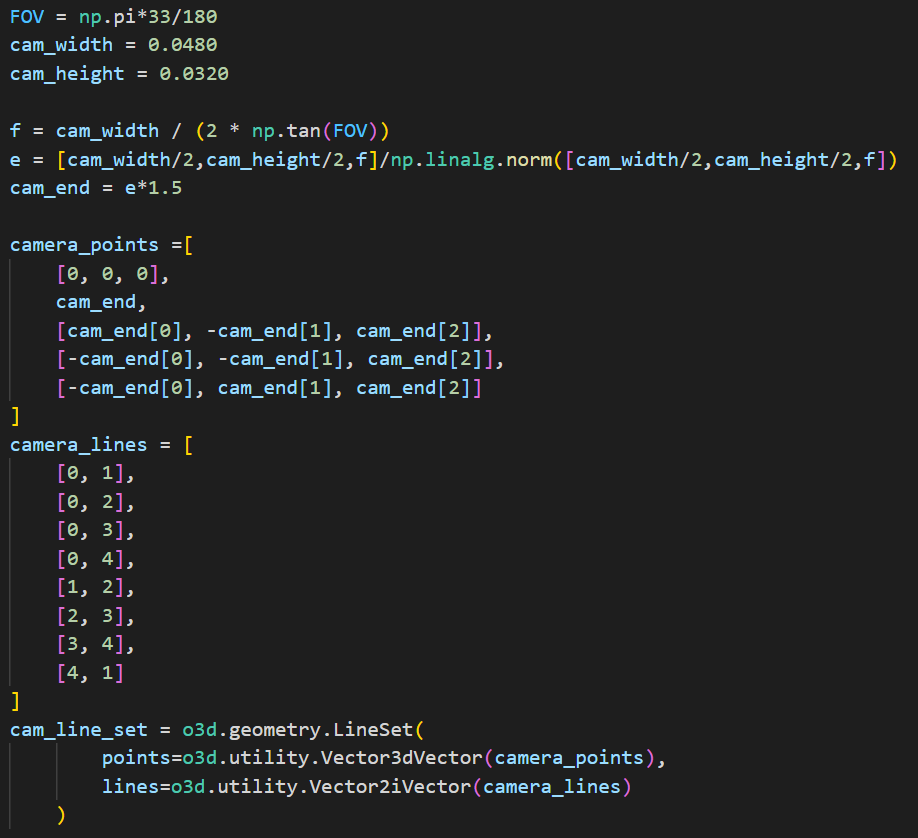 FOV = np.pi*33/180
cam_width = 0.0480
cam_height = 0.0320
f = cam_width / (2 * np.tan(FOV))
e = [cam_width/2,cam_height/2,f]/np.linalg.norm([cam_width/2,cam_height/2,f])
cam_end = e*1.5
camera_points =[
    [0, 0, 0],
    cam_end,
    [cam_end[0], -cam_end[1], cam_end[2]],
    [-cam_end[0], -cam_end[1], cam_end[2]],
    [-cam_end[0], cam_end[1], cam_end[2]]
]
camera_lines = [
    [0, 1],
    [0, 2],
    [0, 3],
    [0, 4],
    [1, 2],
    [2, 3],
    [3, 4],
    [4, 1]
]
cam_line_set = o3d.geometry.LineSet(
        points=o3d.utility.Vector3dVector(camera_points),
        lines=o3d.utility.Vector2iVector(camera_lines)
    )